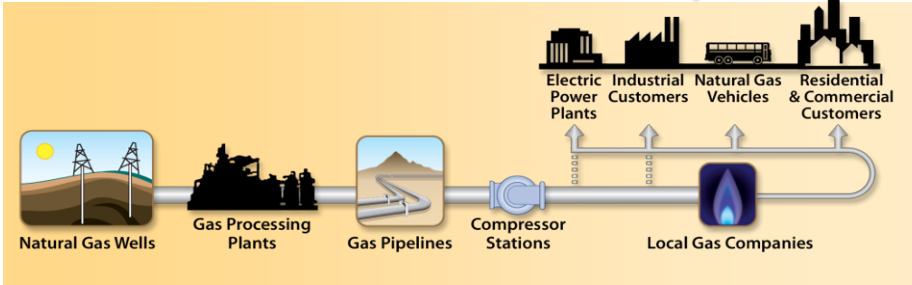 Electric
Power
Plants
Industrial
Customers
Natural Gas
Vehicles
Residential
& Commercial
Customers
Natural Gas Wells
Gas Processing
Plants
Gas Pipelines
Compressor
Stations
Local Gas Companies